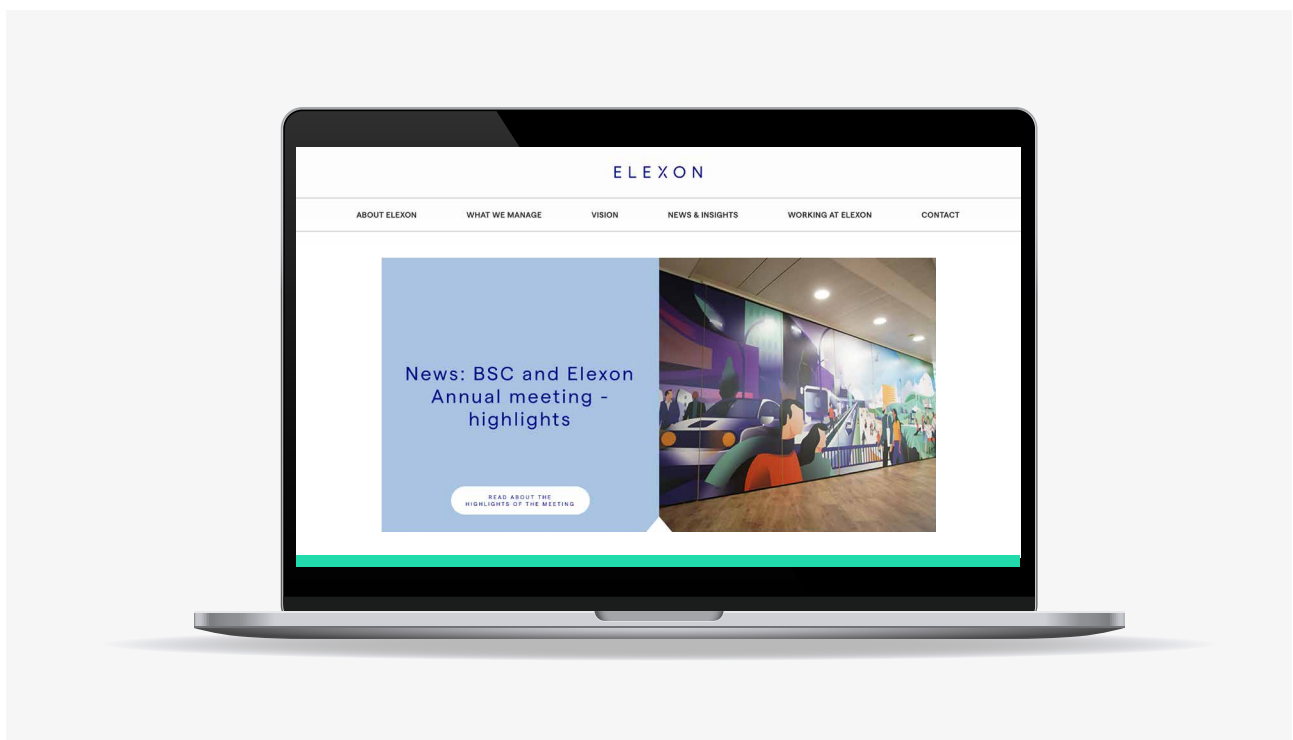 ELEXON
ABOUT ELEXON WHAT WE MANAGE VISION NEWS & INSIGHTS WORKING AT ELEXON CONTACT
News: BSC and Elexon
Annual meeting -
highlights
READ ABOUT THE
HIGHLIGHTS OF THE MEETING